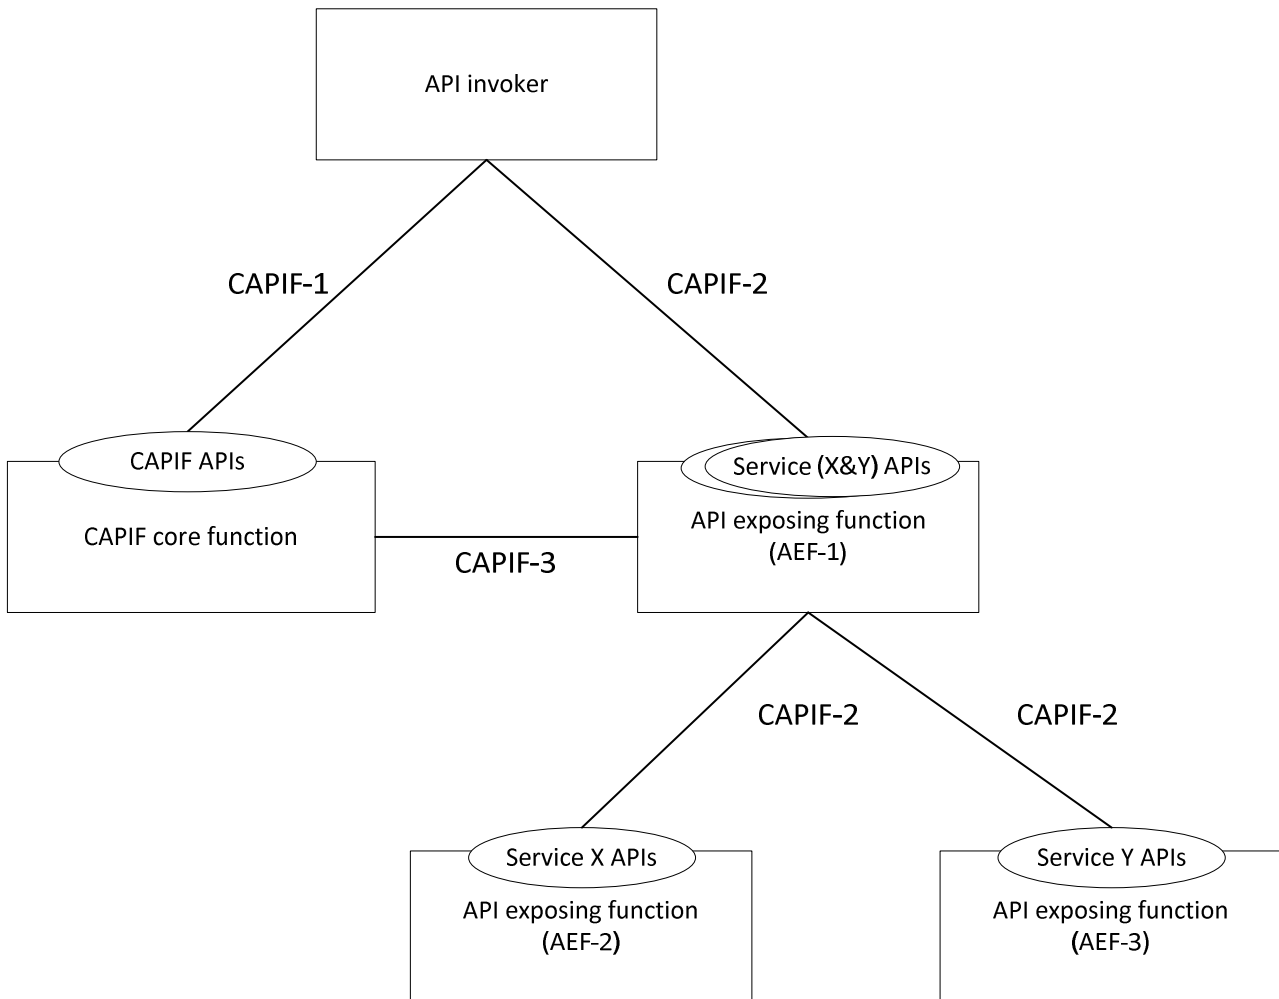 API invoker
CAPIF-1
CAPIF-2
CAPIF APIs
Service (X&Y) APIs
CAPIF core function
API exposing function
(AEF-1)
CAPIF-3
CAPIF-2
CAPIF-2
Service X APIs
Service Y APIs
API exposing function
(AEF-2)
API exposing function
(AEF-3)